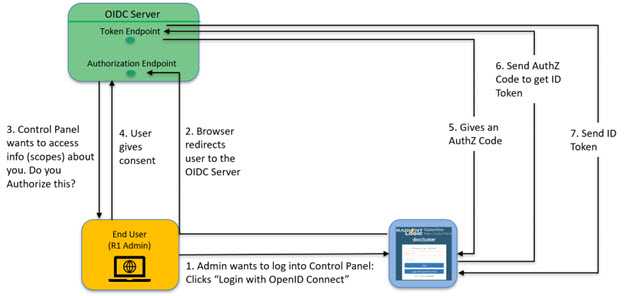 OIDC Server
Token Endpoint
Authorization Endpoint
3. Control Panel
wants to access
info (scopes) about
you. Do you
Authorize this?
4. User
gives
consent
2. Browser
redirects
user to the
OIDC Server
5. Gives an
AuthZ Code
6. Send AuthZ
Code to get ID
Token
7. Send ID
Token
End User
(R1 Admin)
1. Admin wants to log into Control Panel:
Clicks “Login with OpenID Connect”